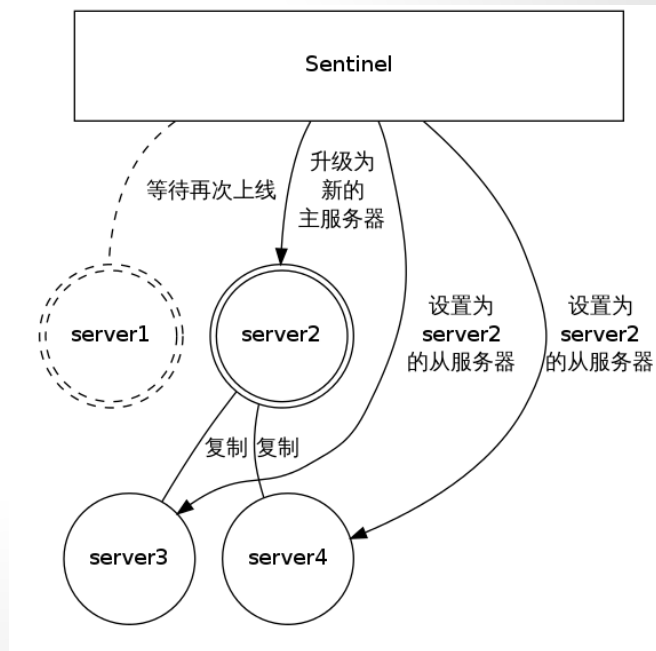 Sentinel
等待再次上线
升级为
新的
主服务器
设置为
server2
的从服务器
设置为
server2
的从服务器
server1
server2
复制
复制
server3
server4